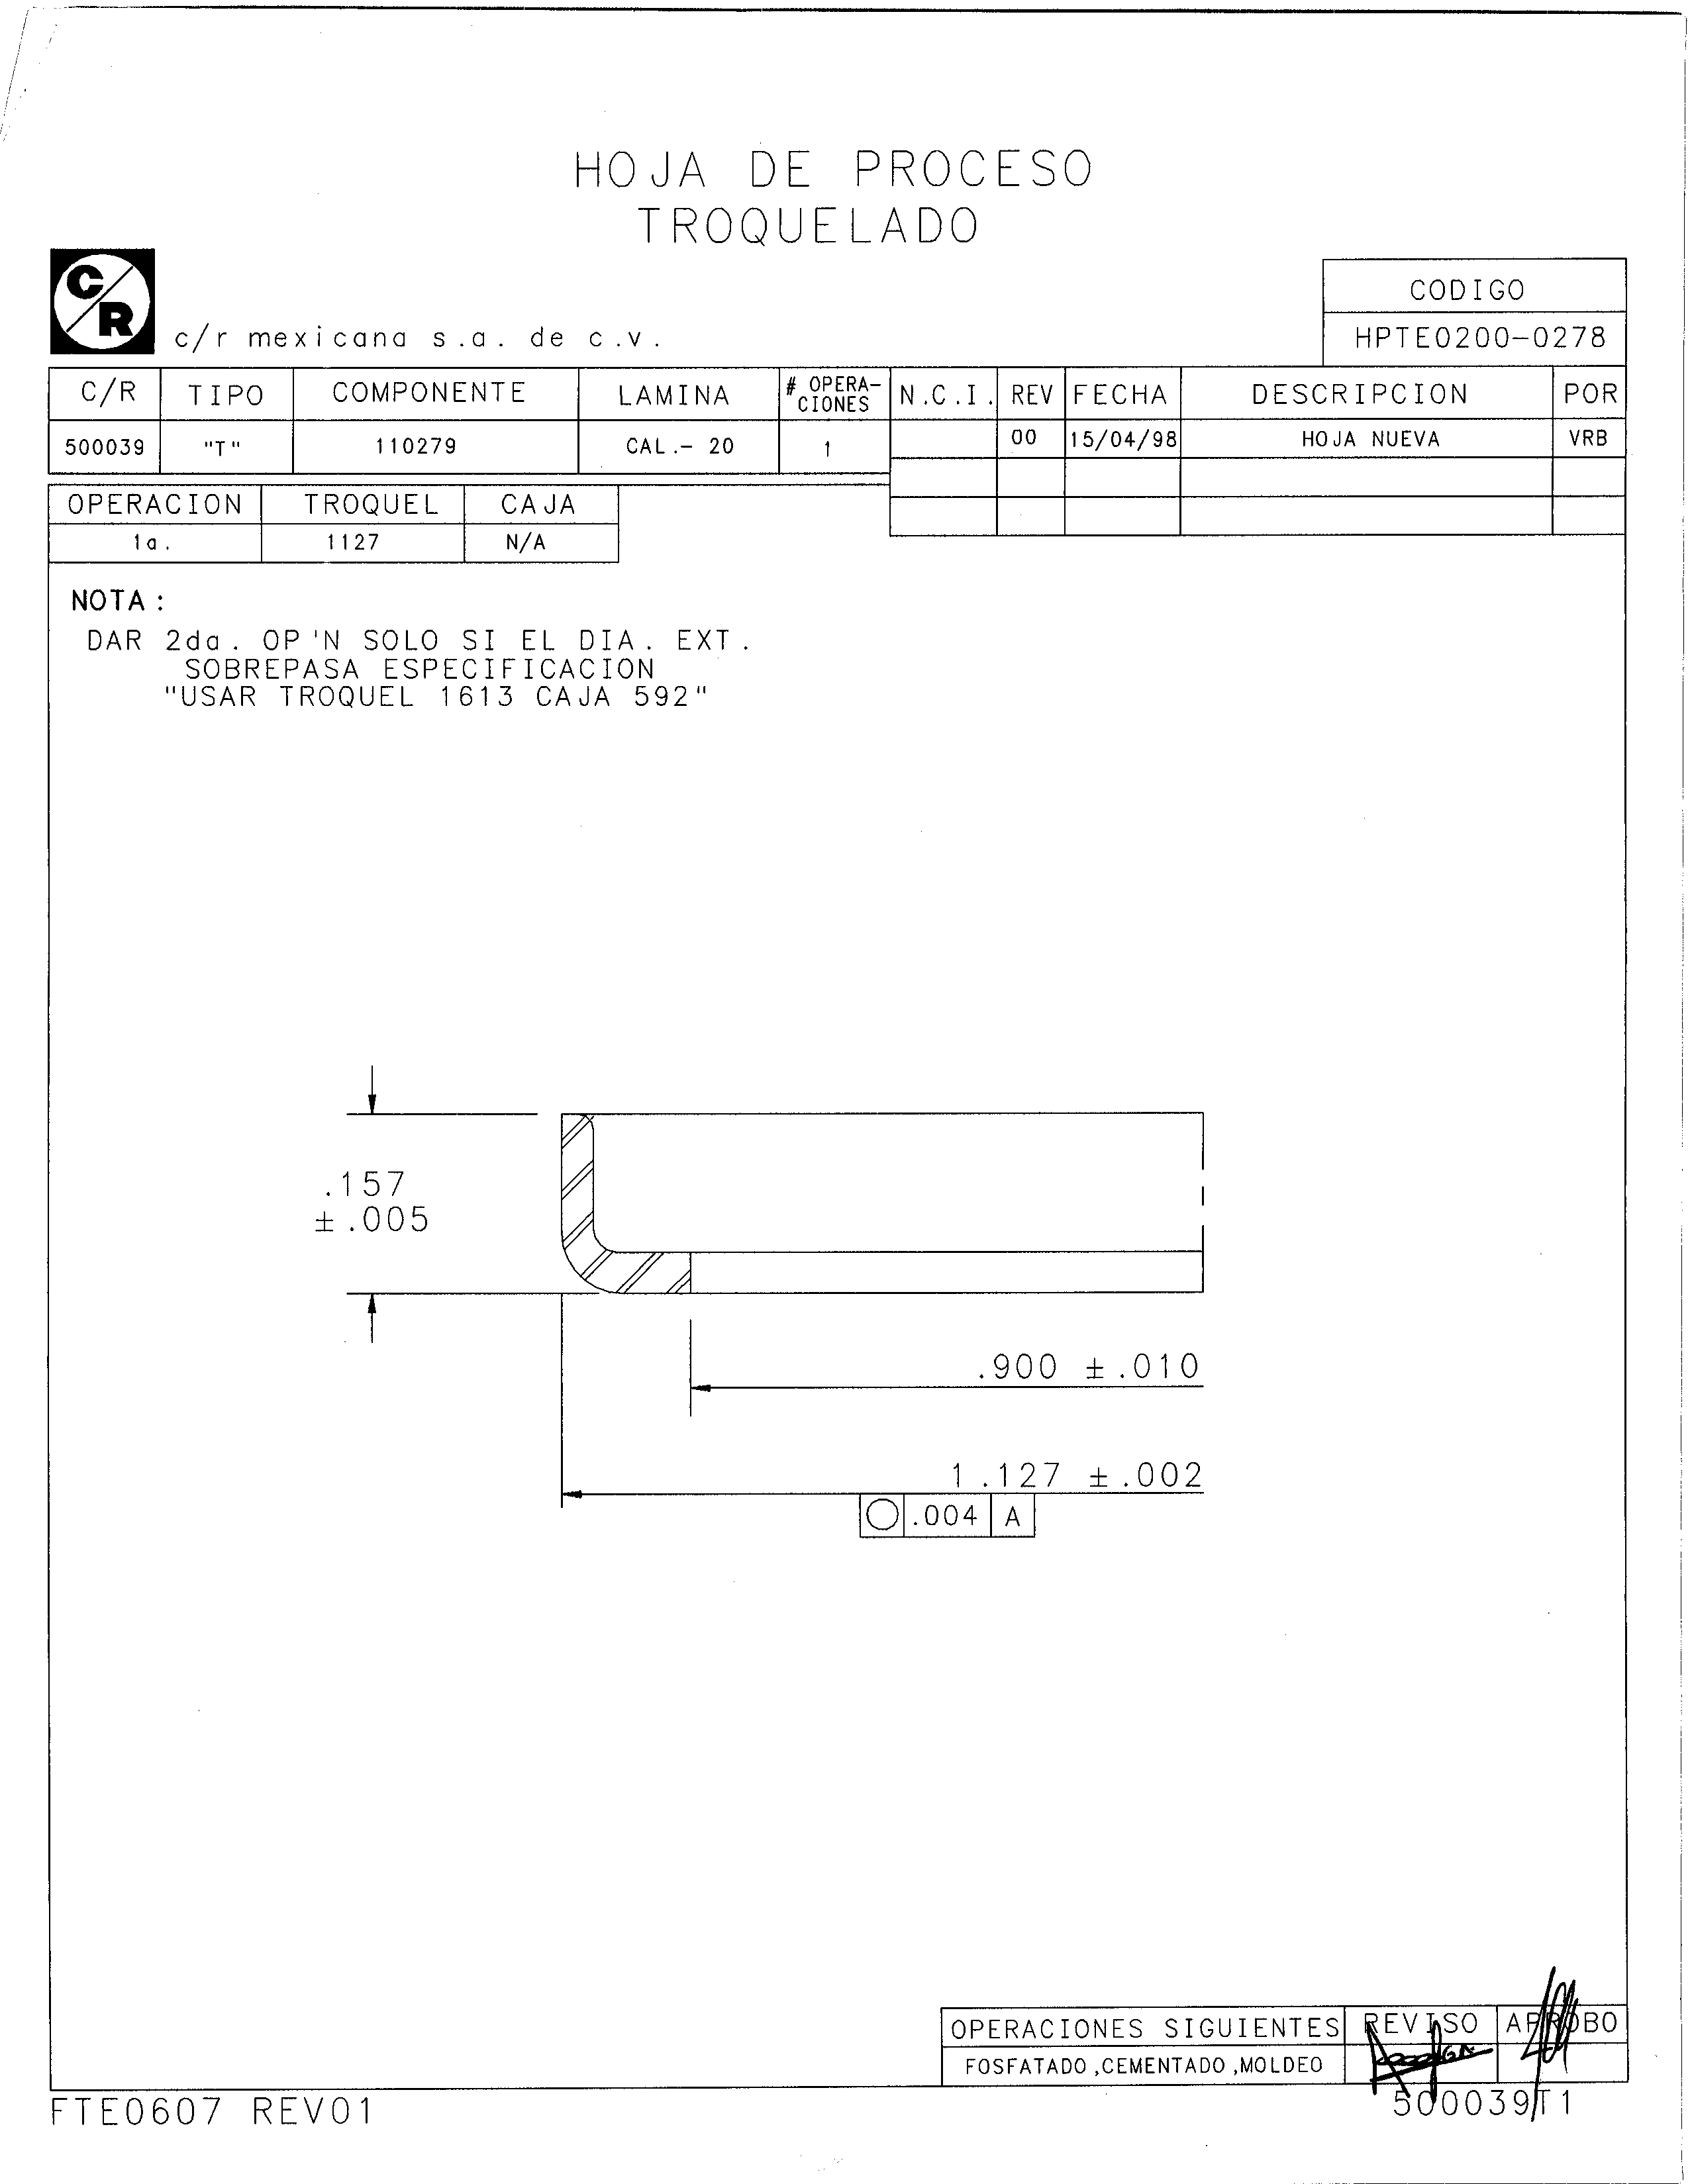 HOJA DE PROCESO
TROQUELADO
C/R
c/r mexicana s.a. de c.v.
CODIGO
HPTE0200-0278
C/R TIPO COMPONENTE LAMINA # OPERA-CIONES N.C.I. REV FECHA DESCRIPCION POR
500039 "T" 110279 CAL.- 20 1 00 15/04/98 HOJA NUEVA VRB
OPERACION TROQUEL CAJA
1a. 1127 N/A
NOTA:
DAR 2da. OP'N SOLO SI EL DIA. EXT.
SOBREPASA ESPECIFICACION
"USAR TROQUEL 1613 CAJA 592"
.157
±.005
.900 ±.010
1.127 ±.002
.004 A
OPERACIONES SIGUIENTES REVISO APROBO
FOSFATADO,CEMENTADO,MOLDEO
FTE0607 REV01
500039/T1